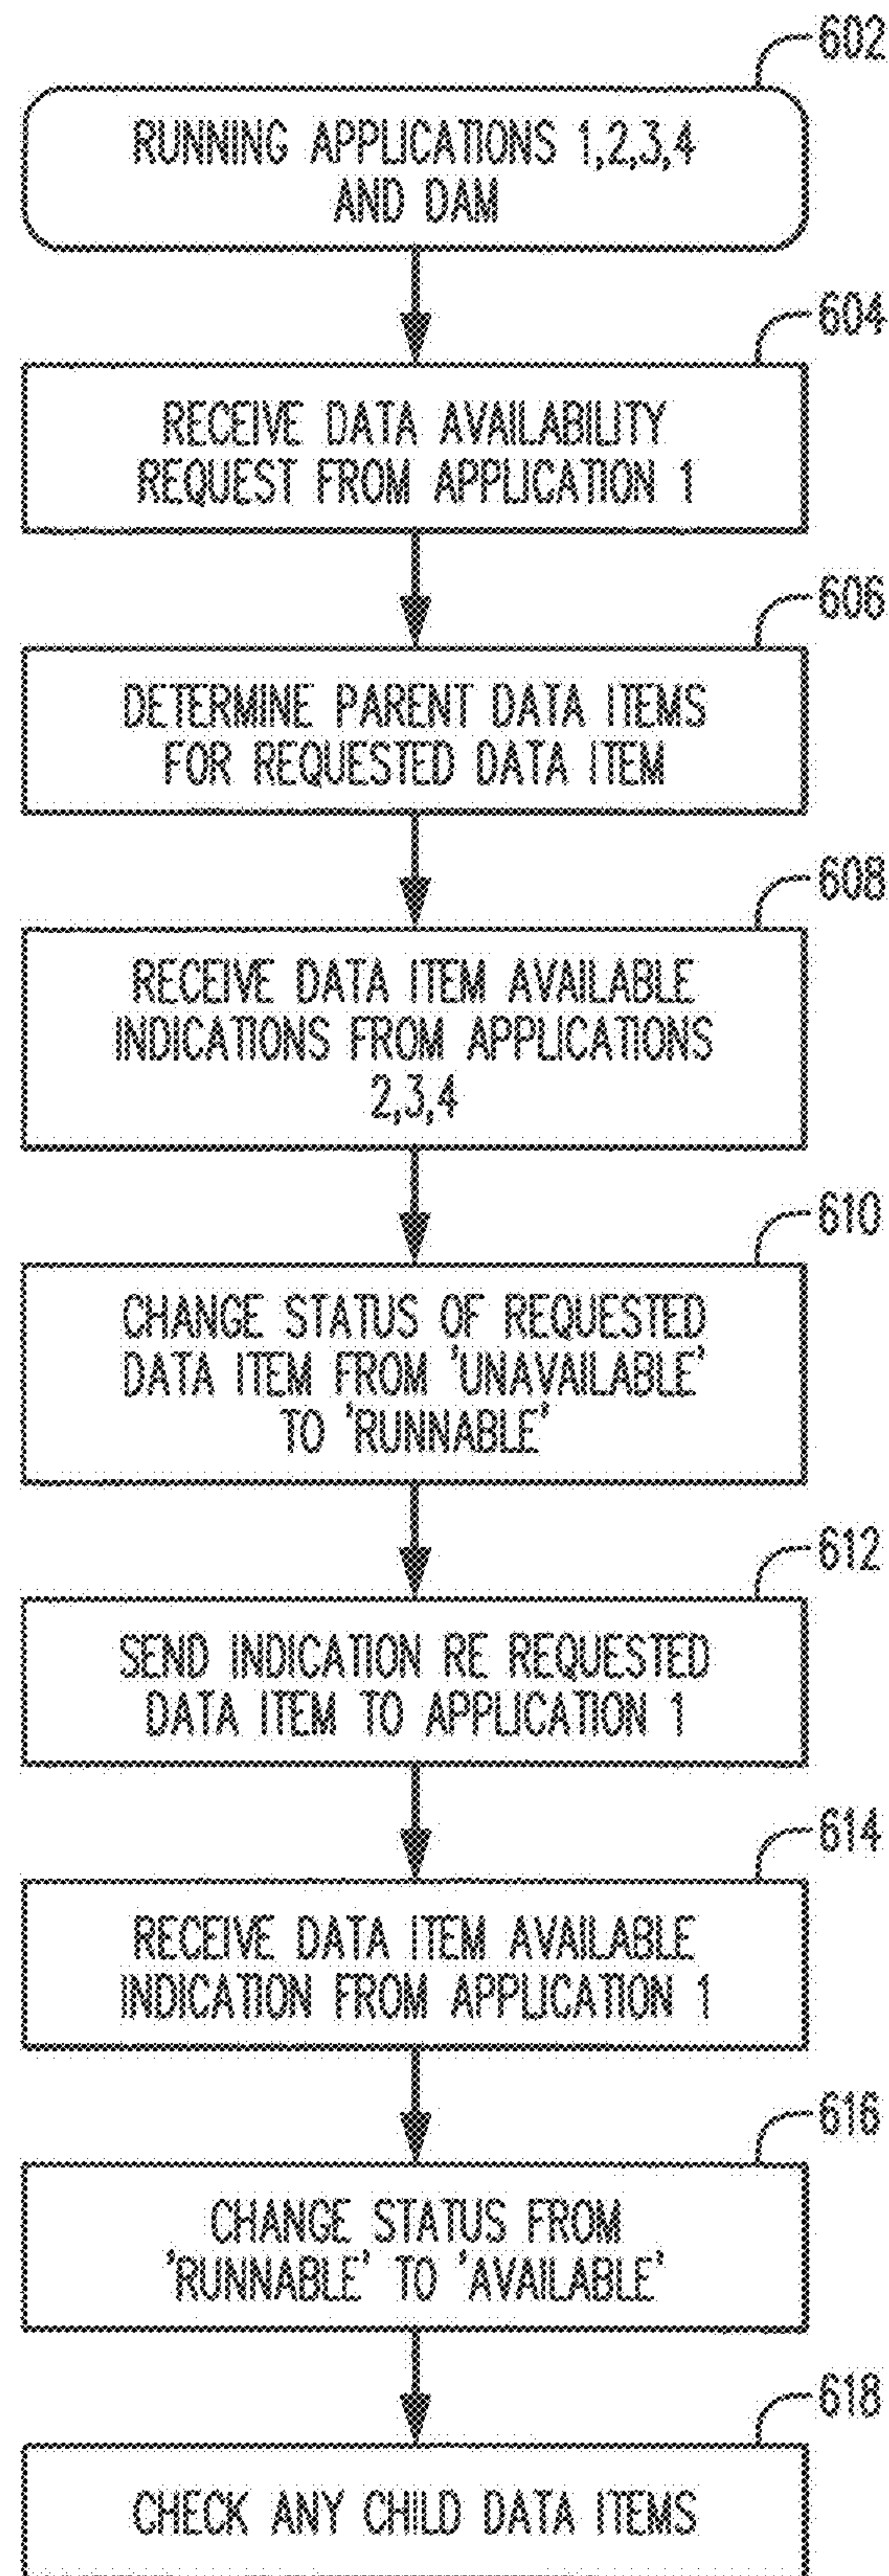 602
RUNNING APPLICATIONS 1,2,3,4
AND DAM
604
RECEIVE DATA AVAILABILITY
REQUEST FROM APPLICATION 1
606
DETERMINE PARENT DATA ITEMS
FOR REQUESTED DATA ITEM
608
RECEIVE DATA ITEM AVAILABLE
INDICATIONS FROM APPLICATIONS
2,3,4
610
CHANGE STATUS OF REQUESTED
DATA ITEM FROM 'UNAVAILABLE'
TO 'RUNNABLE'
612
SEND INDICATION RE REQUESTED
DATA ITEM TO APPLICATION 1
614
RECEIVE DATA ITEM AVAILABLE
INDICATION FROM APPLICATION 1
616
CHANGE STATUS FROM
'RUNNABLE' TO 'AVAILABLE'
618
CHECK ANY CHILD DATA ITEMS